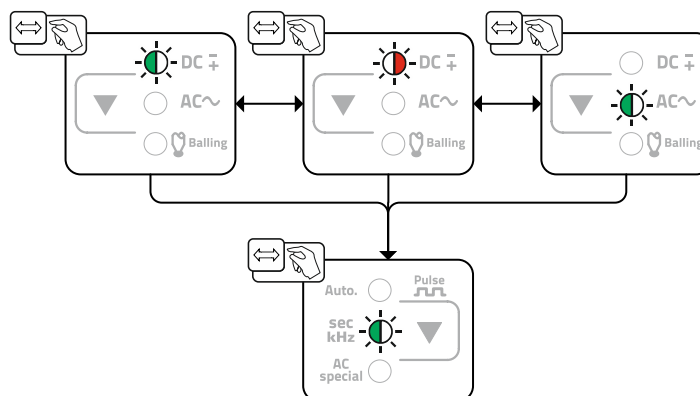 DC
AC
Balling
DC
AC
Balling
DC
AC
Balling
Auto.
Pulse
sec
kHz
AC
special